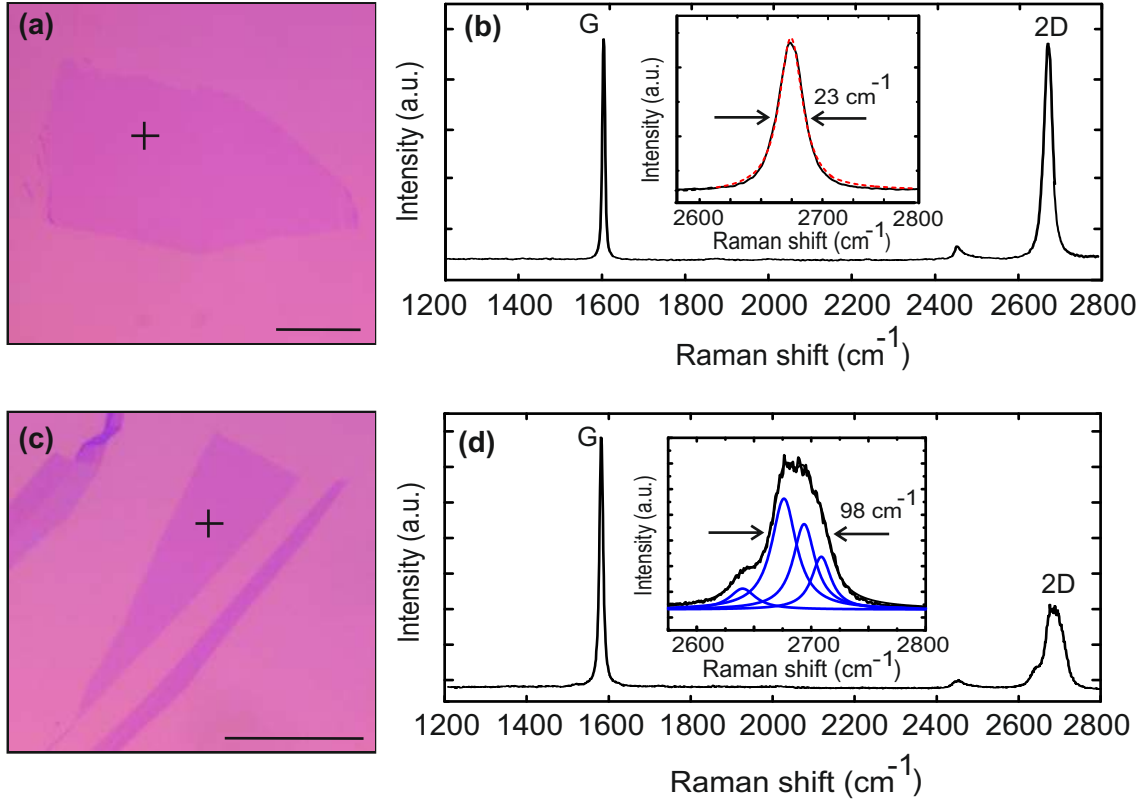 (a)
(b)
G
2D
Intensity (a.u.)
1200 1400 1600 1800 2000 2200 2400 2600 2800
Raman shift (cm-1)
Intensity (a.u.)
23 cm-1
2600 2700 2800
Raman shift (cm-1)
(c)
(d)
G
2D
Intensity (a.u.)
1200 1400 1600 1800 2000 2200 2400 2600 2800
Raman shift (cm-1)
Intensity (a.u.)
98 cm-1
2600 2700 2800
Raman shift (cm-1)